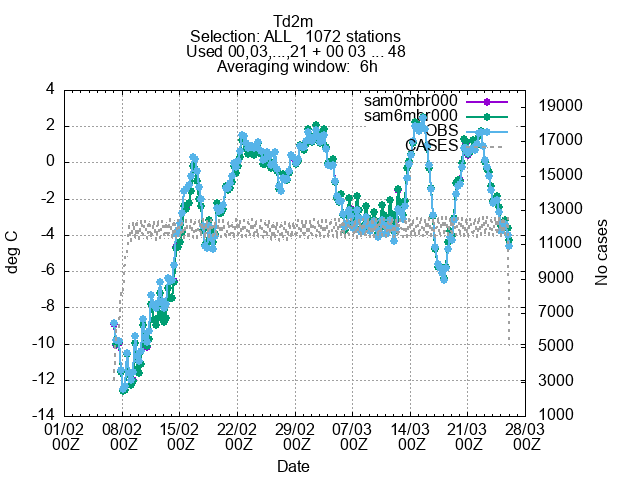 Td2m
Selection: ALL   1072 stations
Used 00,03,...,21 + 00 03 ... 48
Averaging window:  6h
sam0mbr000
sam6mbr000
OBS
CASES
deg C
4
2
0
-2
-4
-6
-8
-10
-12
-14
No cases
19000
17000
15000
13000
11000
9000
7000
5000
3000
1000
01/02 08/02 15/02 22/02 29/02 07/03 14/03 21/03 28/03
00Z 00Z 00Z 00Z 00Z 00Z 00Z 00Z 00Z
Date